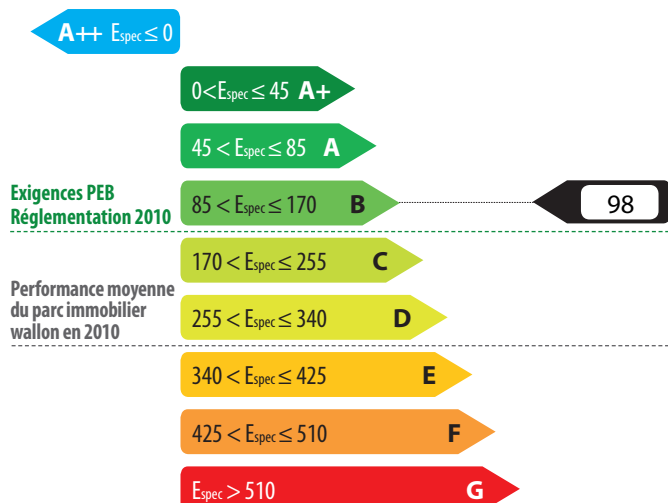 A++ Espec ≤ 0
0<Espec ≤ 45 A+
45 < Espec ≤ 85 A
Exigences PEB
Réglementation 2010
85 < Espec ≤ 170 B
98
170 < Espec ≤ 255 C
Performance moyenne
du parc immobilier
wallon en 2010
255 < Espec ≤ 340 D
340 < Espec ≤ 425 E
425 < Espec ≤ 510 F
Espec > 510 G